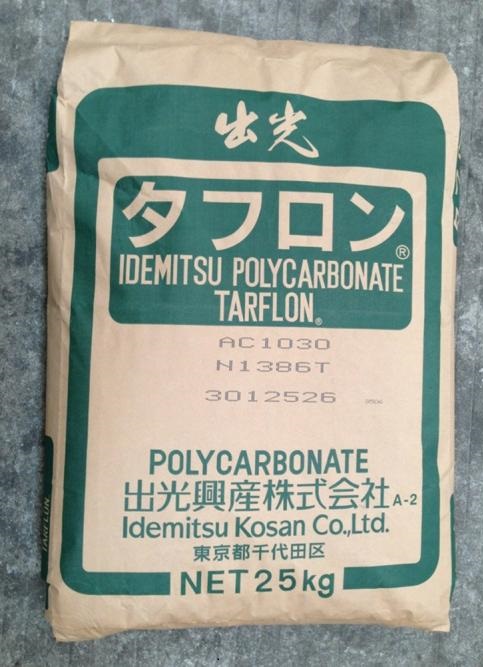 出光
タフロン®
IDEMITSU POLYCARBONATE
TARFLON®
AC1030
N1386T
3012526
POLYCARBONATE
出光興産株式会社 A-2
Idemitsu Kosan Co.,Ltd.
東京都千代田区
NET 25kg
TARFLON